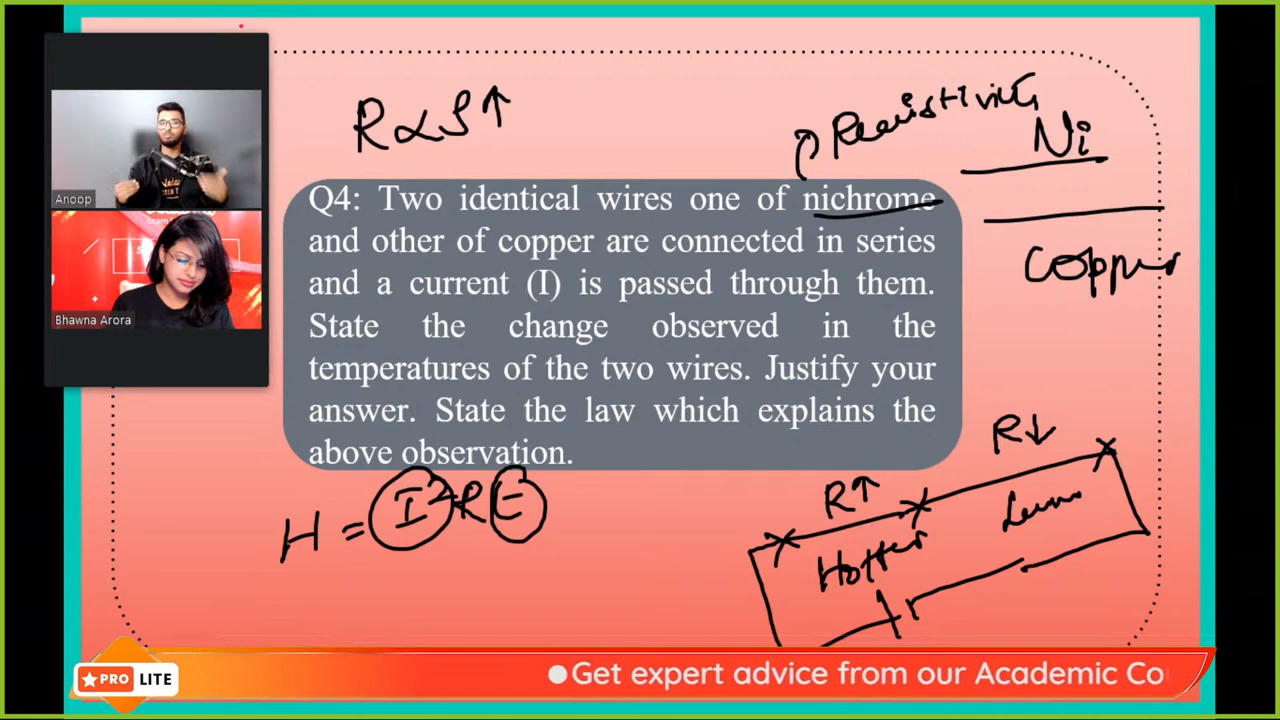 R ∝ ρ ↑
Resistivity
Ni
Copper
Q4: Two identical wires one of nichrome
and other of copper are connected in series
and a current (I) is passed through them.
State the change observed in the
temperatures of the two wires. Justify your
answer. State the law which explains the
above observation.
H = I²Rt
R↑
R↓
Hotter
Anoop
Bhawna Arora
PRO LITE
Get expert advice from our Academic Co